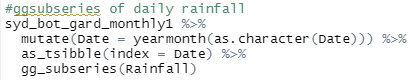 #ggsubseries of daily rainfall
syd_bot_gard_monthly1 %>%
mutate(Date = yearmonth(as.character(Date))) %>%
as_tsibble(index = Date) %>%
gg_subseries(Rainfall)